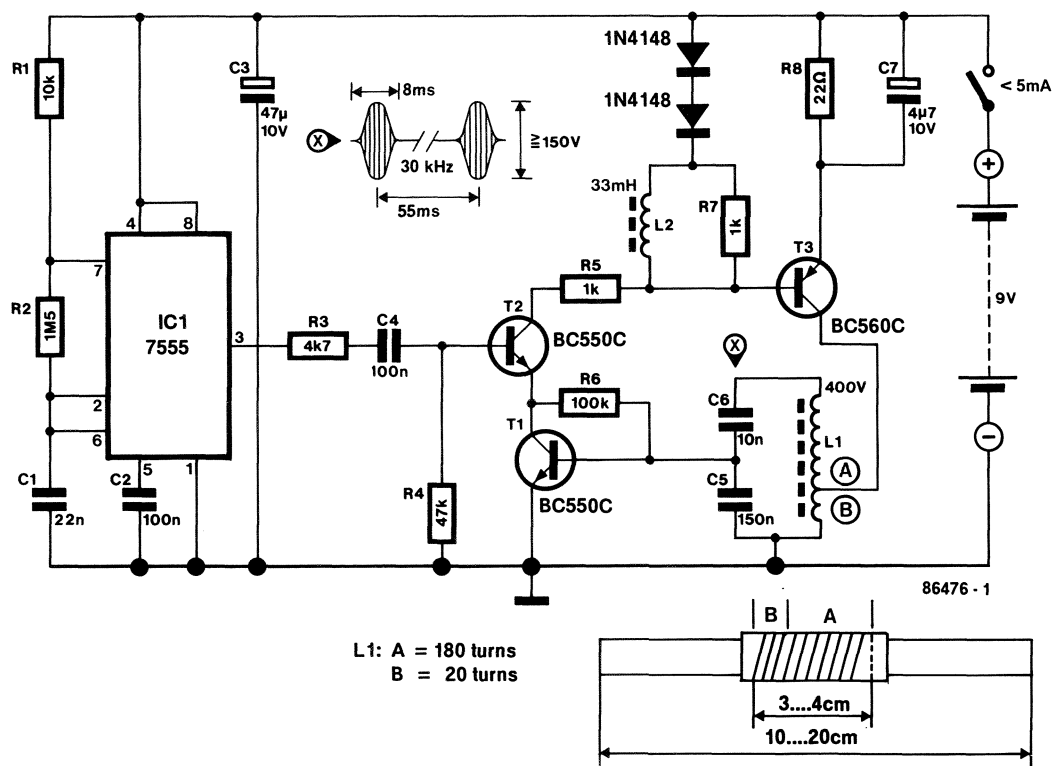 R1
10k
C3
47µ
10V
8ms
X
30 kHz
≧150V
55ms
1N4148
1N4148
R8
22Ω
C7
4µ7
10V
< 5mA
+
33mH
L2
R7
1k
4
8
7
R2
1M5
IC1
7555
3
2
6
5
1
C1
22n
C2
100n
R3
4k7
C4
100n
R4
47k
R5
1k
T2
BC550C
R6
100k
T1
BC550C
T3
BC560C
9V
X
C6
10n
C5
150n
400V
L1
A
B
−
86476 - 1
L1: A = 180 turns
B = 20 turns
B A
3....4cm
10....20cm